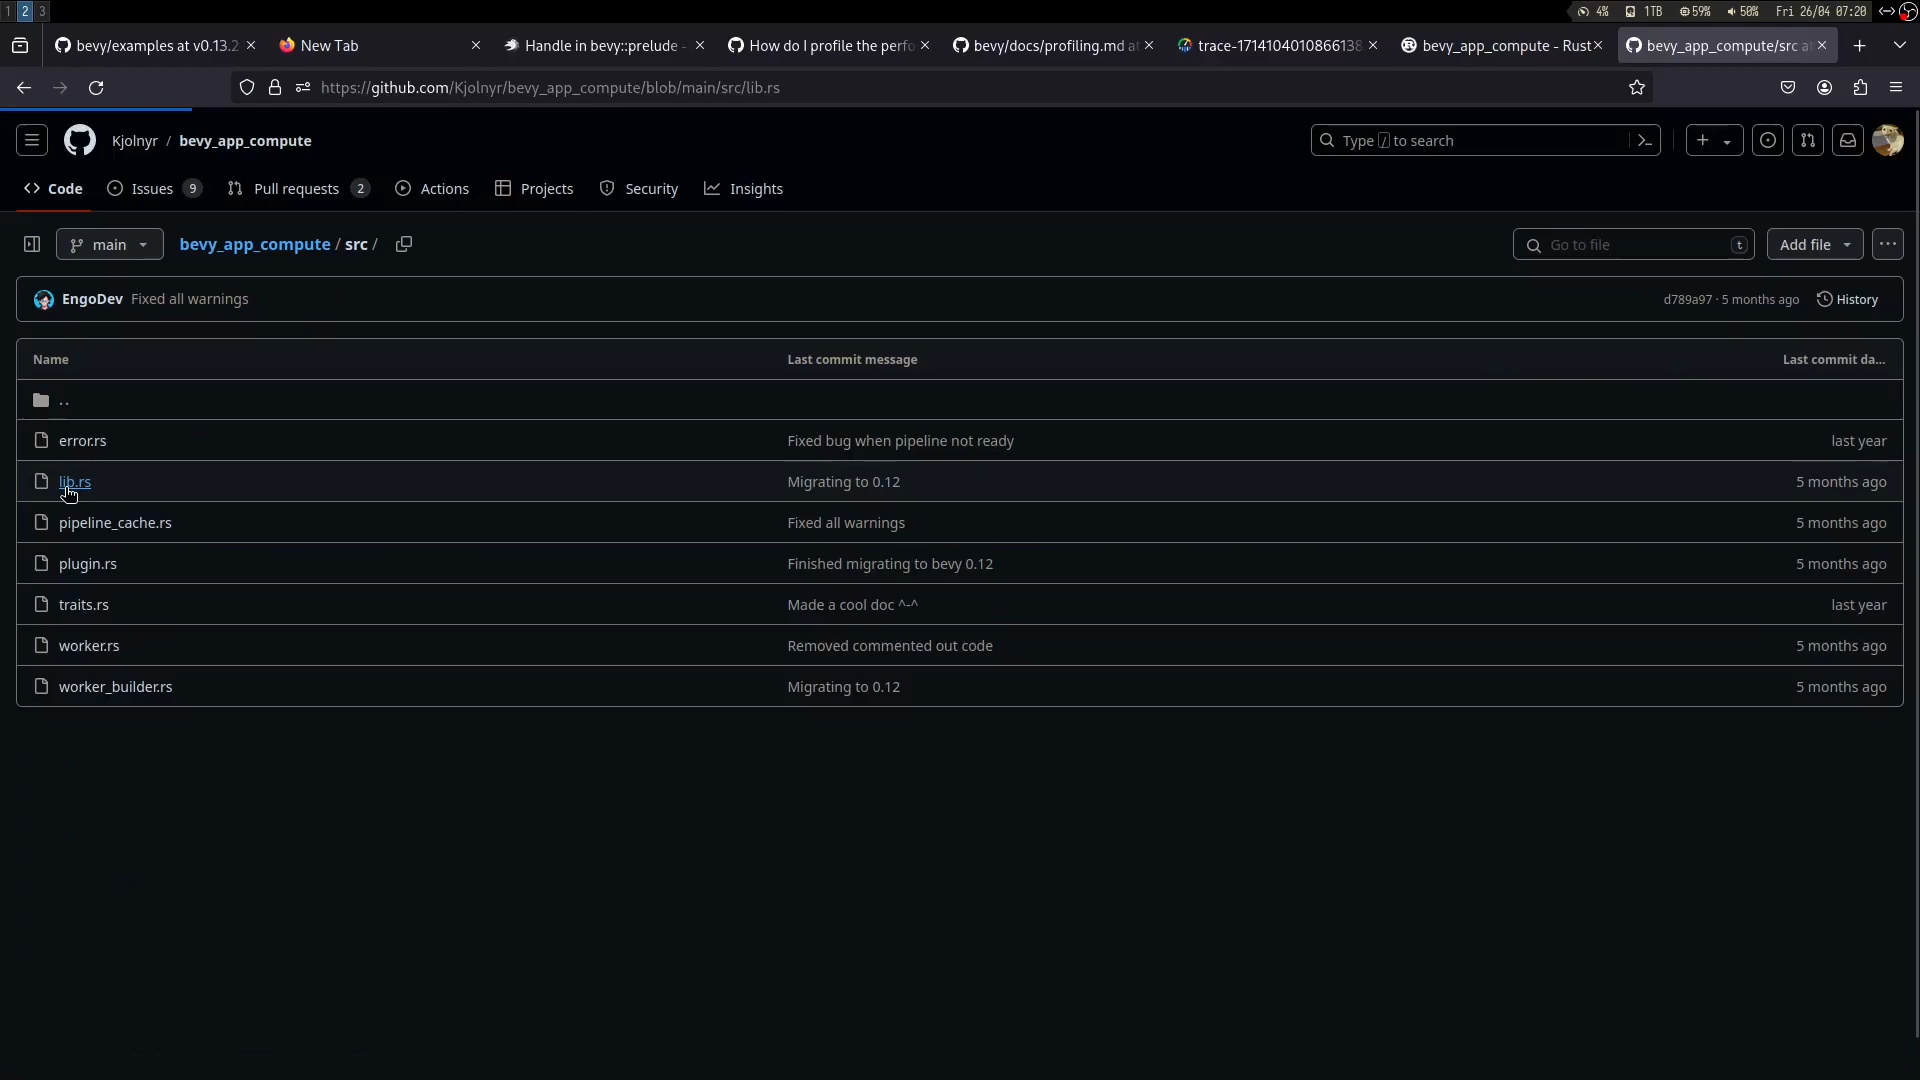 1 2 3 4% 1TB 59% 50% Fri 26/04 07:20
bevy/examples at v0.13.2 New Tab Handle in bevy::prelude - How do I profile the perfo bevy/docs/profiling.md at trace-1714104010866138 bevy_app_compute - Rust bevy_app_compute/src a
https://github.com/Kjolnyr/bevy_app_compute/blob/main/src/lib.rs
Kjolnyr / bevy_app_compute Type / to search
Code Issues 9 Pull requests 2 Actions Projects Security Insights
main bevy_app_compute / src / Go to file t Add file
EngoDev Fixed all warnings d789a97 · 5 months ago History
Name Last commit message Last commit da...
..
error.rs Fixed bug when pipeline not ready last year
lib.rs Migrating to 0.12 5 months ago
pipeline_cache.rs Fixed all warnings 5 months ago
plugin.rs Finished migrating to bevy 0.12 5 months ago
traits.rs Made a cool doc ^-^ last year
worker.rs Removed commented out code 5 months ago
worker_builder.rs Migrating to 0.12 5 months ago